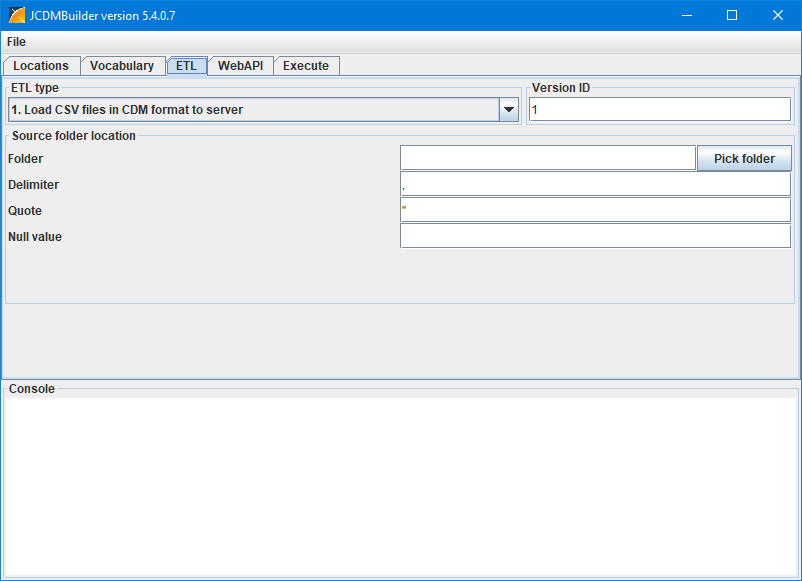 JCDMBuilder version 5.4.0.7
File
Locations Vocabulary ETL WebAPI Execute
ETL type Version ID
1. Load CSV files in CDM format to server 1
Source folder location
Folder Pick folder
Delimiter ,
Quote "
Null value
Console